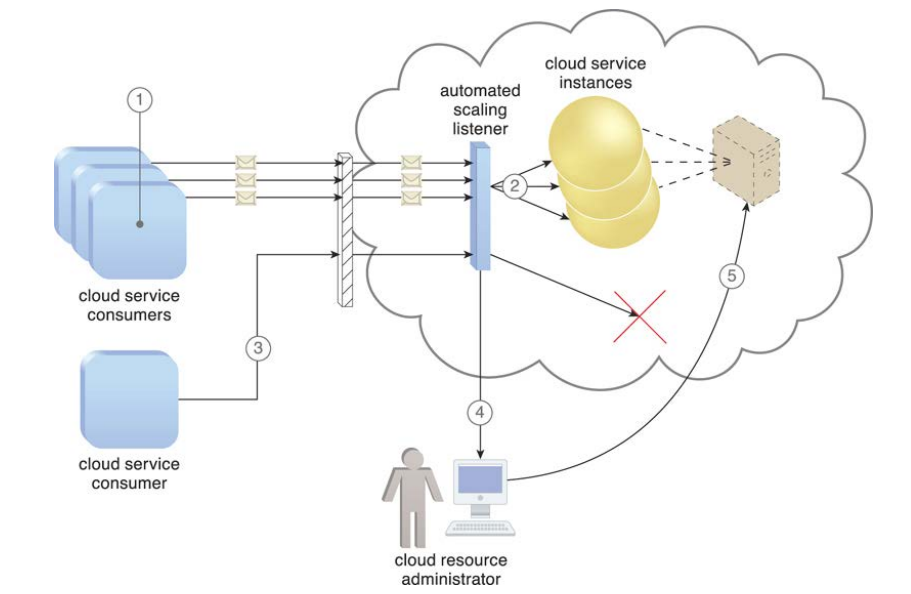 cloud service
instances
automated
scaling
listener
1
2
cloud service
consumers
5
3
4
cloud service
consumer
cloud resource
administrator